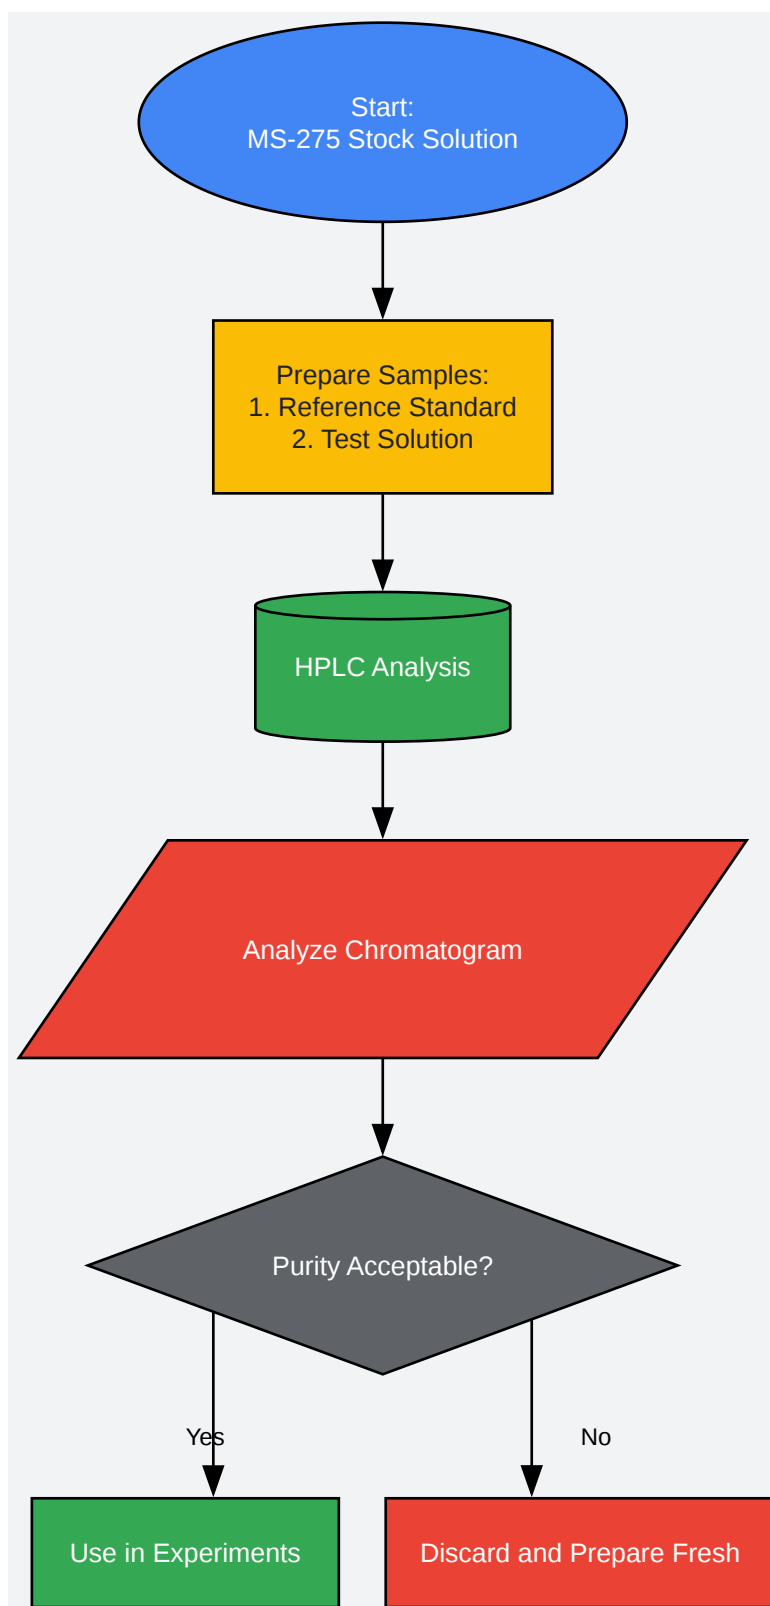 Start:
MS-275 Stock Solution
Prepare Samples:
1. Reference Standard
2. Test Solution
HPLC Analysis
Analyze Chromatogram
Purity Acceptable?
Yes
No
Use in Experiments
Discard and Prepare Fresh